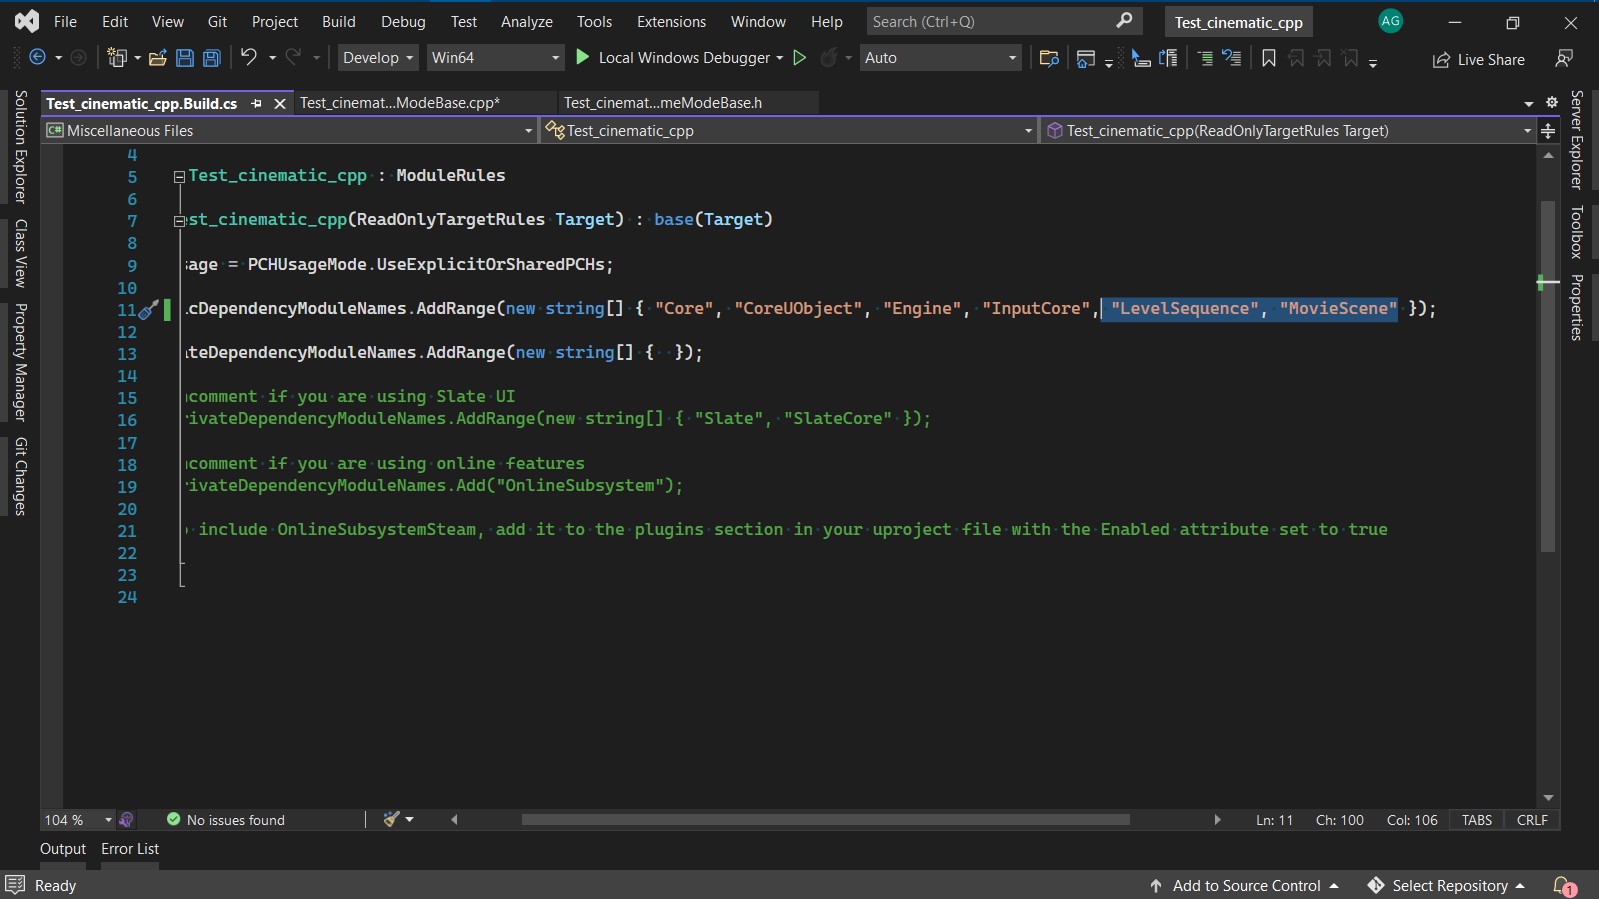 File Edit View Git Project Build Debug Test Analyze Tools Extensions Window Help Search (Ctrl+Q) Test_cinematic_cpp AG
Develop Win64 Local Windows Debugger Auto Live Share
Test_cinematic_cpp.Build.cs Test_cinemat...ModeBase.cpp* Test_cinemat...meModeBase.h
C# Miscellaneous Files Test_cinematic_cpp Test_cinematic_cpp(ReadOnlyTargetRules Target)
Solution Explorer
Class View
Property Manager
Git Changes
4
5 Test_cinematic_cpp : ModuleRules
6
7 est_cinematic_cpp(ReadOnlyTargetRules Target) : base(Target)
8
9 sage = PCHUsageMode.UseExplicitOrSharedPCHs;
10
11 icDependencyModuleNames.AddRange(new string[] { "Core", "CoreUObject", "Engine", "InputCore", "LevelSequence", "MovieScene" });
12
13 ateDependencyModuleNames.AddRange(new string[] {  });
14
15 ncomment if you are using Slate UI
16 rivateDependencyModuleNames.AddRange(new string[] { "Slate", "SlateCore" });
17
18 ncomment if you are using online features
19 rivateDependencyModuleNames.Add("OnlineSubsystem");
20
21 o include OnlineSubsystemSteam, add it to the plugins section in your uproject file with the Enabled attribute set to true
22
23
24
Server Explorer
Toolbox
Properties
104 % No issues found Ln: 11 Ch: 100 Col: 106 TABS CRLF
Output Error List
Ready Add to Source Control Select Repository 1